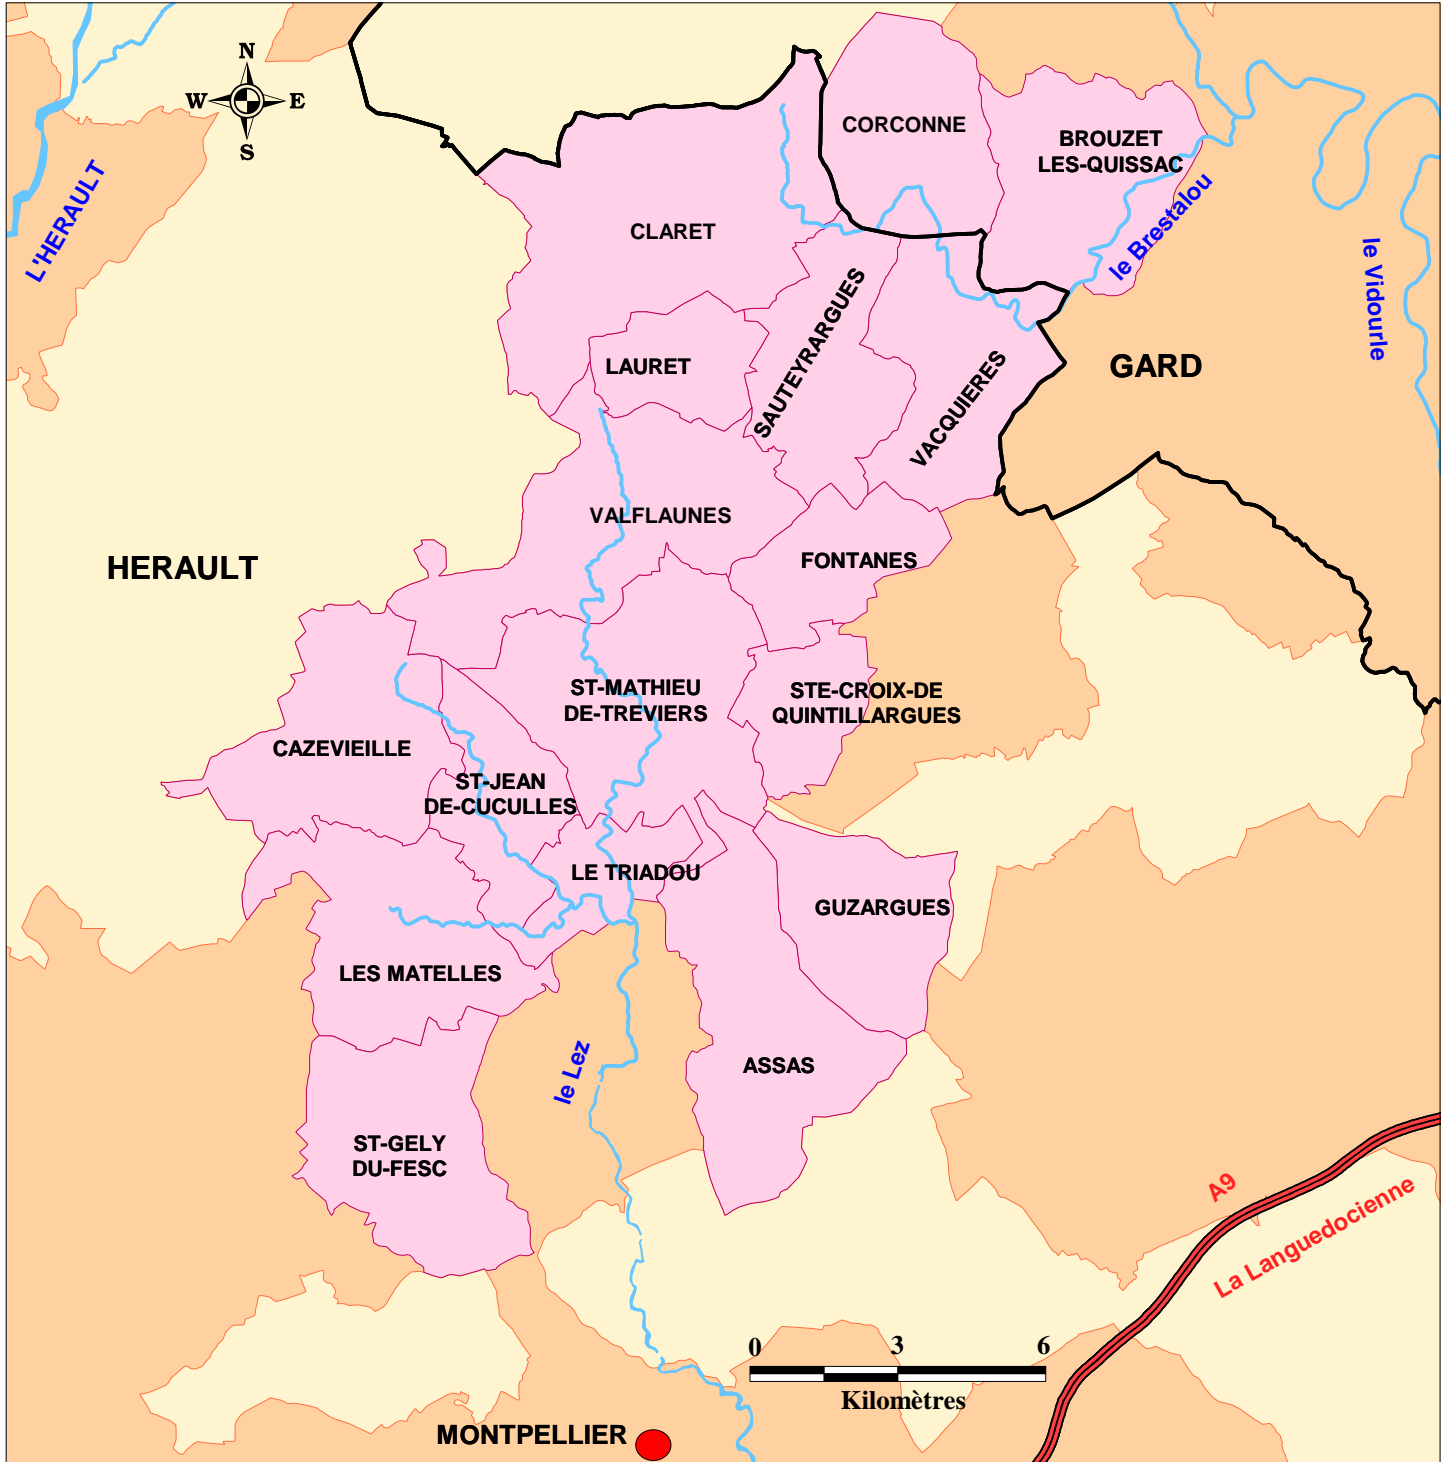 N
W
E
S
CORCONNE
BROUZET
LES-QUISSAC
L'HERAULT
CLARET
le Brestalou
le Vidourle
SAUTEYRARGUES
LAURET
GARD
VACQUIERES
VALFLAUNES
HERAULT
FONTANES
ST-MATHIEU
DE-TREVIERS
STE-CROIX-DE
QUINTILLARGUES
CAZEVIEILLE
ST-JEAN
DE-CUCULLES
LE TRIADOU
GUZARGUES
LES MATELLES
ASSAS
le Lez
ST-GELY
DU-FESC
A9
La Languedocienne
0 3 6
Kilomètres
MONTPELLIER